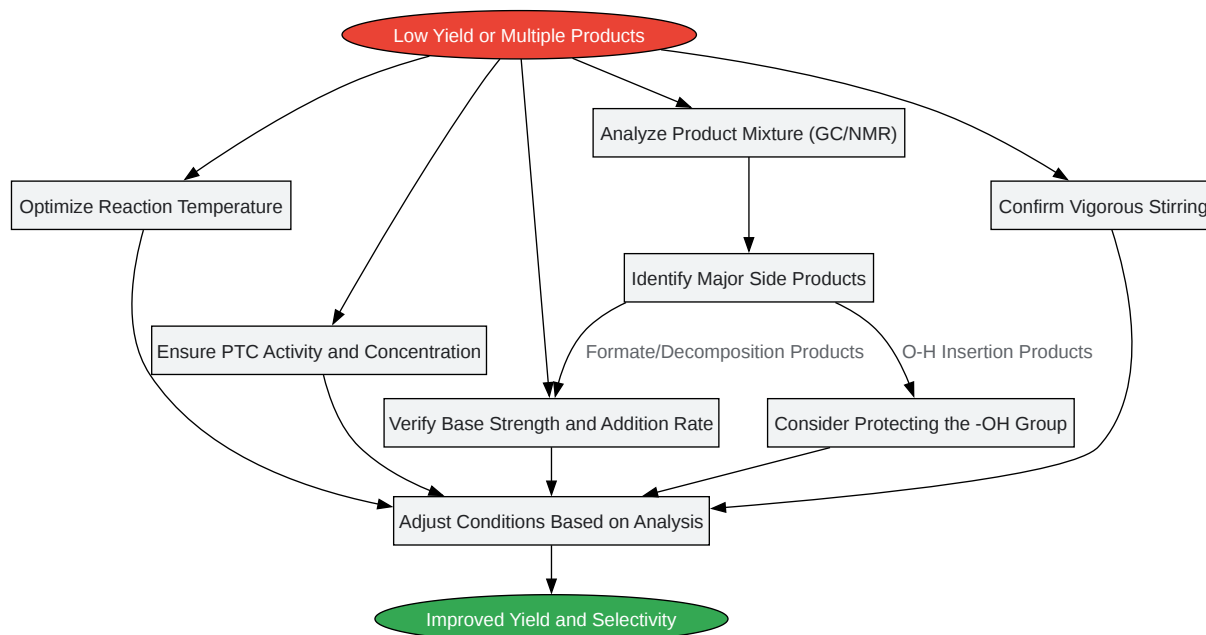 Low Yield or Multiple Products
Analyze Product Mixture (GC/NMR)
Optimize Reaction Temperature
Confirm Vigorous Stirring
Identify Major Side Products
Ensure PTC Activity and Concentration
Formate/Decomposition Products
O-H Insertion Products
Verify Base Strength and Addition Rate
Consider Protecting the -OH Group
Adjust Conditions Based on Analysis
Improved Yield and Selectivity